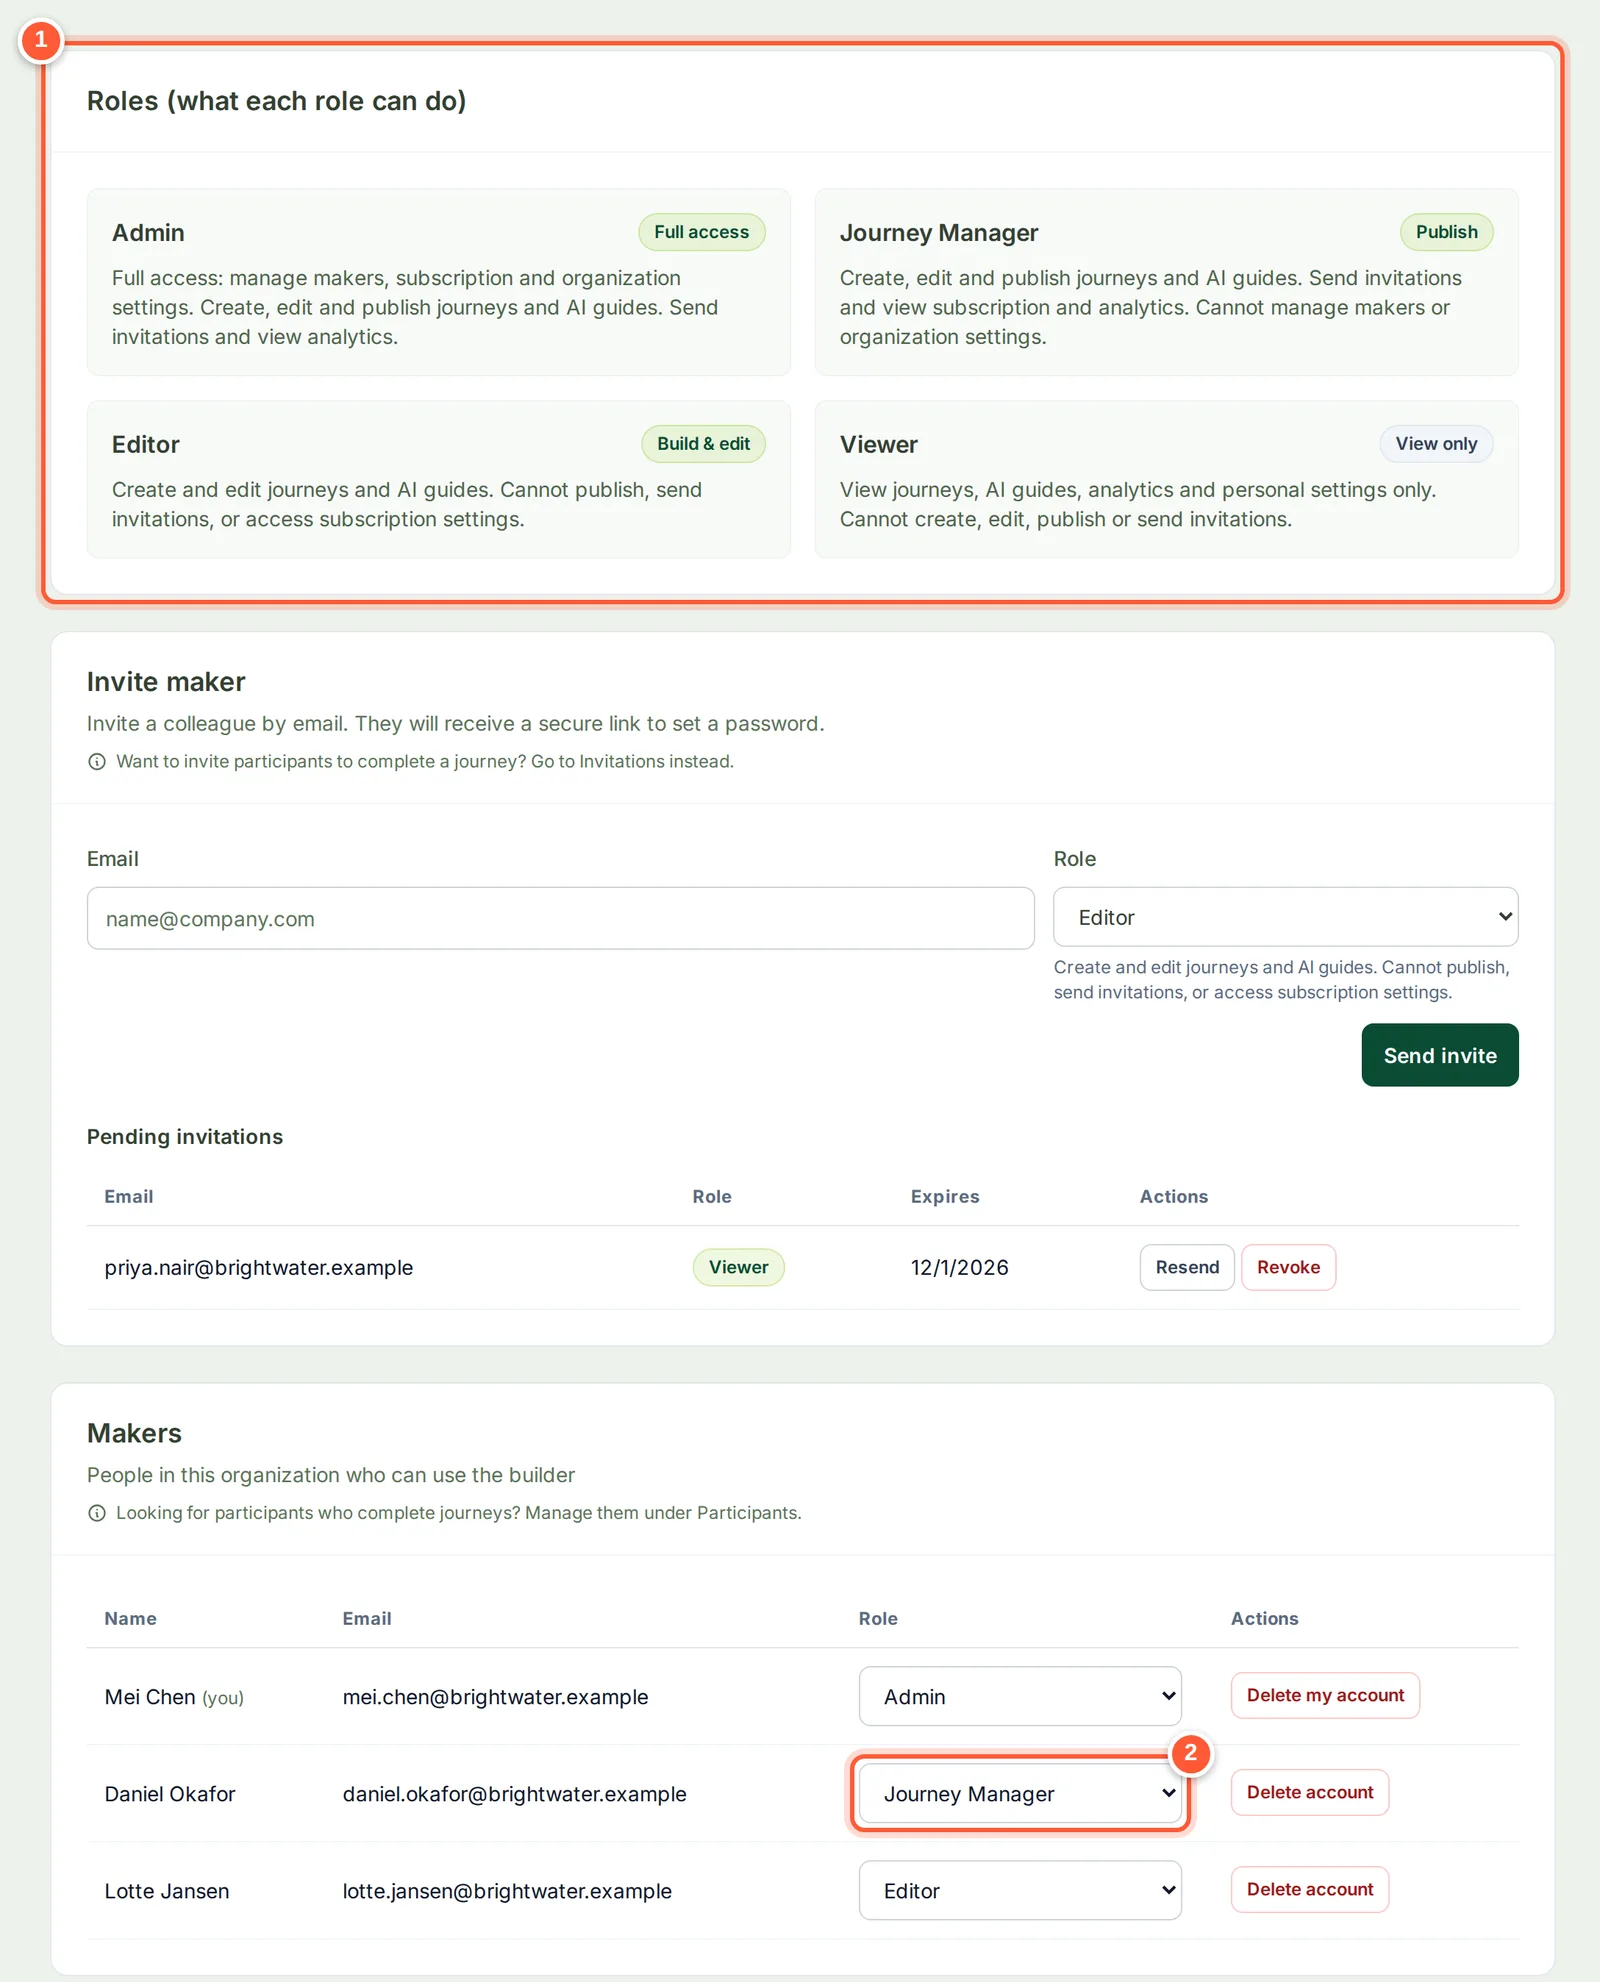 1
Roles (what each role can do)
Admin
Full access
Full access: manage makers, subscription and organization
settings. Create, edit and publish journeys and AI guides. Send
invitations and view analytics.
Journey Manager
Publish
Create, edit and publish journeys and AI guides. Send invitations
and view subscription and analytics. Cannot manage makers or
organization settings.
Editor
Build & edit
Create and edit journeys and AI guides. Cannot publish, send
invitations, or access subscription settings.
Viewer
View only
View journeys, AI guides, analytics and personal settings only.
Cannot create, edit, publish or send invitations.
Invite maker
Invite a colleague by email. They will receive a secure link to set a password.
Want to invite participants to complete a journey? Go to Invitations instead.
Email
name@company.com
Role
Editor
Create and edit journeys and AI guides. Cannot publish,
send invitations, or access subscription settings.
Send invite
Pending invitations
Email Role Expires Actions
priya.nair@brightwater.example Viewer 12/1/2026 Resend Revoke
Makers
People in this organization who can use the builder
Looking for participants who complete journeys? Manage them under Participants.
Name Email Role Actions
Mei Chen (you) mei.chen@brightwater.example Admin Delete my account
2
Daniel Okafor daniel.okafor@brightwater.example Journey Manager Delete account
Lotte Jansen lotte.jansen@brightwater.example Editor Delete account